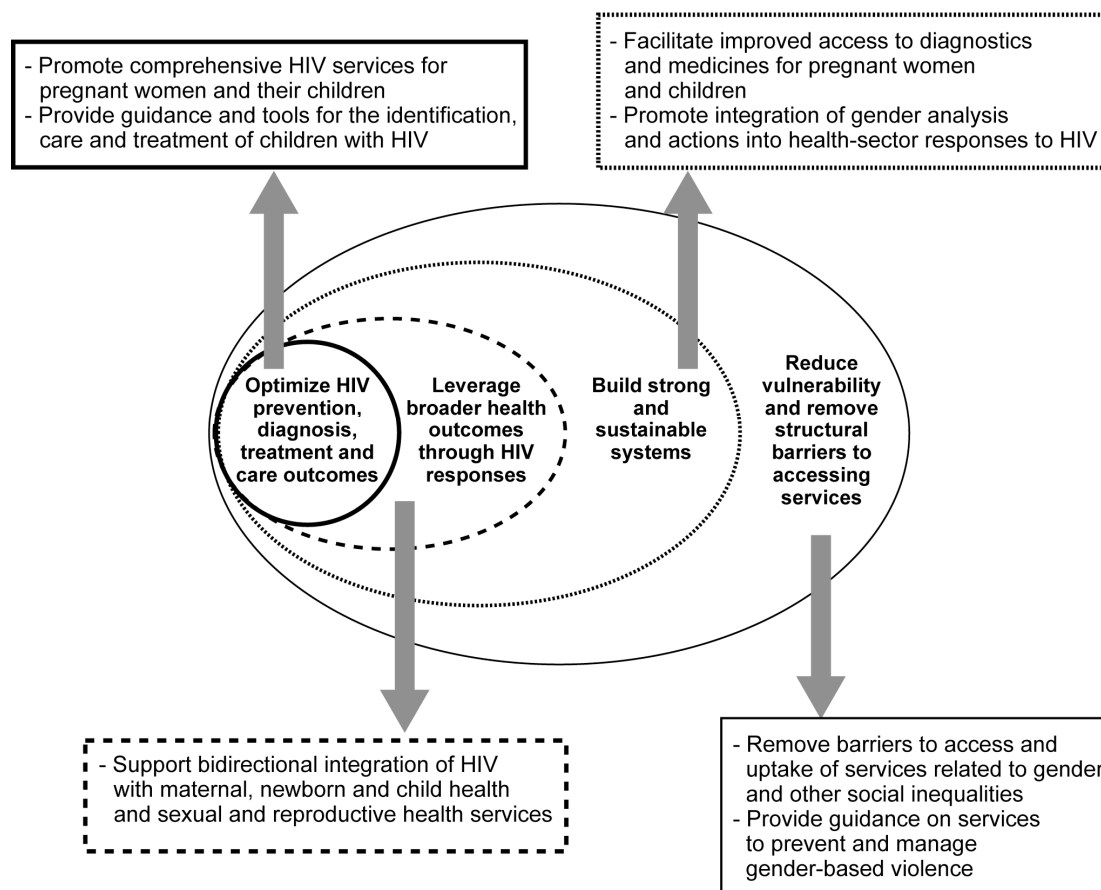 - Promote comprehensive HIV services for
pregnant women and their children
- Provide guidance and tools for the identification,
care and treatment of children with HIV
- Facilitate improved access to diagnostics
and medicines for pregnant women
and children
- Promote integration of gender analysis
and actions into health-sector responses to HIV
Optimize HIV
prevention,
diagnosis,
treatment and
care outcomes
Leverage
broader health
outcomes
through HIV
responses
Build strong
and
sustainable
systems
Reduce
vulnerability
and remove
structural
barriers to
accessing
services
- Support bidirectional integration of HIV
with maternal, newborn and child health
and sexual and reproductive health services
- Remove barriers to access and
uptake of services related to gender
and other social inequalities
- Provide guidance on services
to prevent and manage
gender-based violence